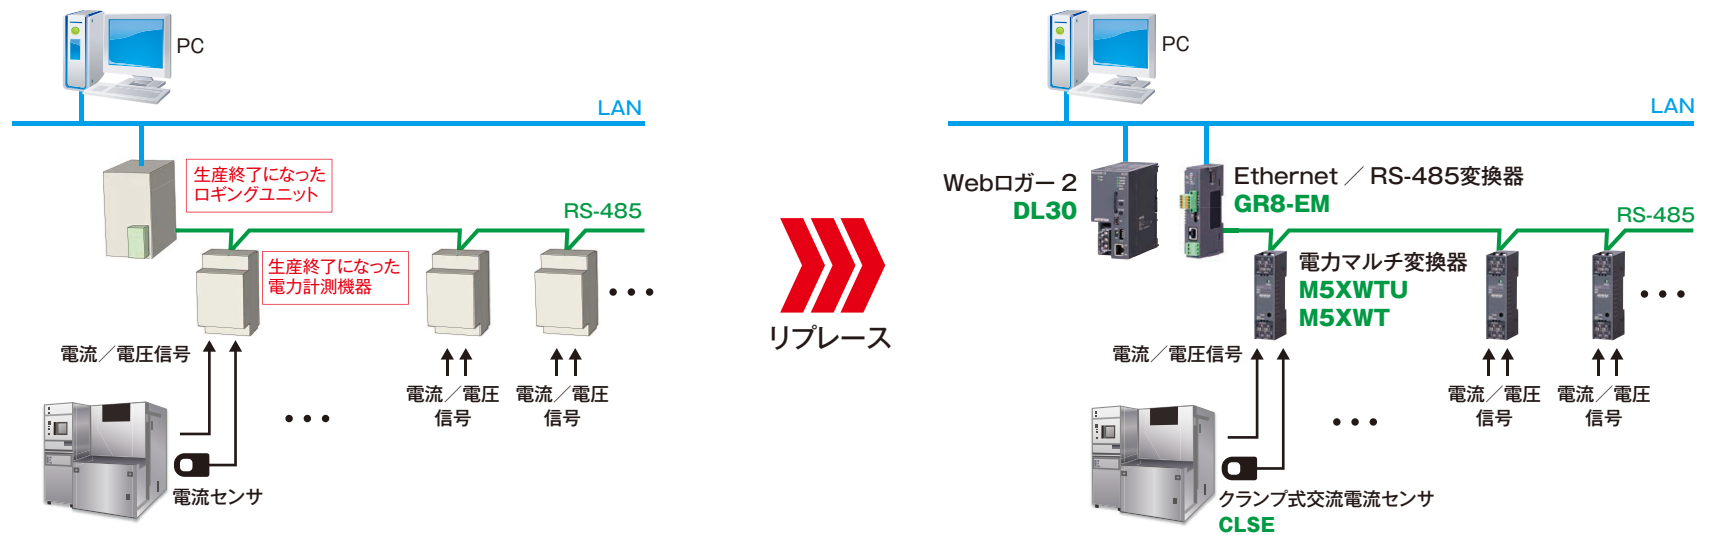 PC
LAN
生産終了になった
ロギングユニット
RS-485
生産終了になった
電力計測機器
電流／電圧信号
電流／電圧
信号
電流／電圧
信号
電流センサ
リプレース
PC
LAN
Webロガー 2
DL30
Ethernet ／ RS-485変換器
GR8-EM
RS-485
電力マルチ変換器
M5XWTU
M5XWT
電流／電圧信号
電流／電圧
信号
電流／電圧
信号
クランプ式交流電流センサ
CLSE